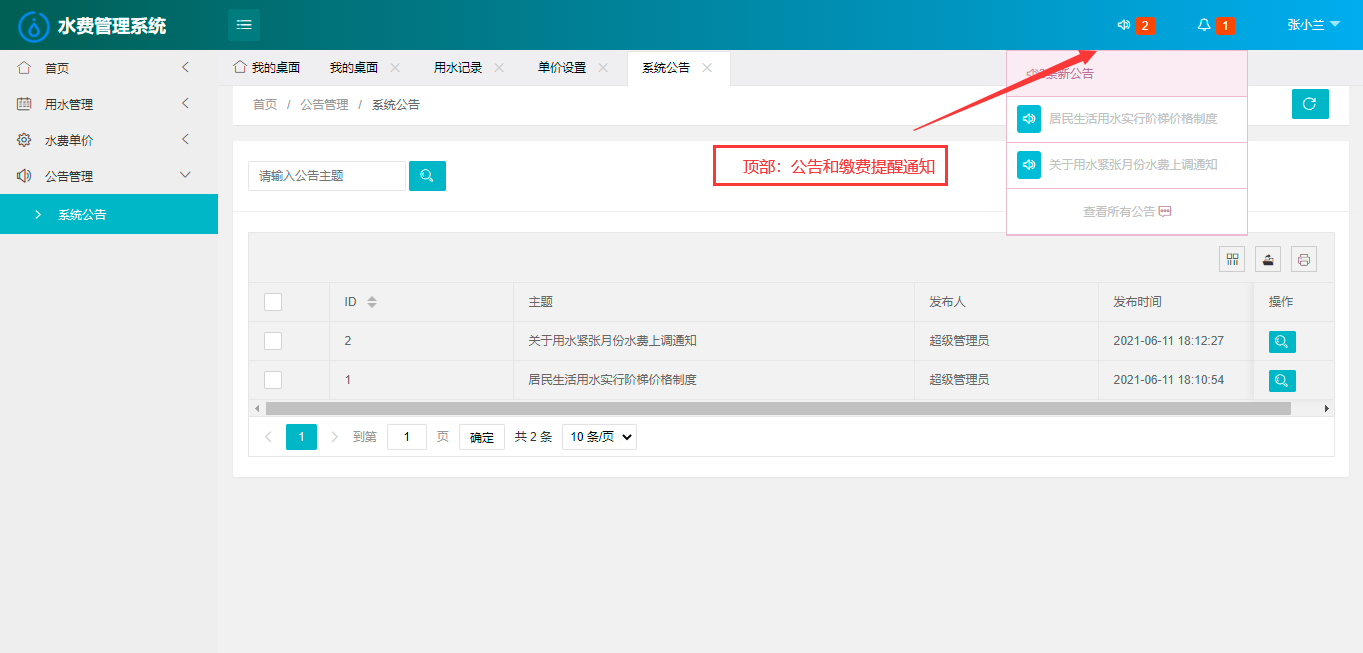 水费管理系统
2
1
张小兰
首页
用水管理
水费单价
公告管理
系统公告
我的桌面
我的桌面
用水记录
单价设置
系统公告
首页 / 公告管理 / 系统公告
2条新公告
居民生活用水实行阶梯价格制度
关于用水紧张月份水费上调通知
查看所有公告
顶部：公告和缴费提醒通知
请输入公告主题
ID 主题 发布人 发布时间 操作
2 关于用水紧张月份水费上调通知 超级管理员 2021-06-11 18:12:27
1 居民生活用水实行阶梯价格制度 超级管理员 2021-06-11 18:10:54
1 到第 1 页 确定 共 2 条 10 条/页